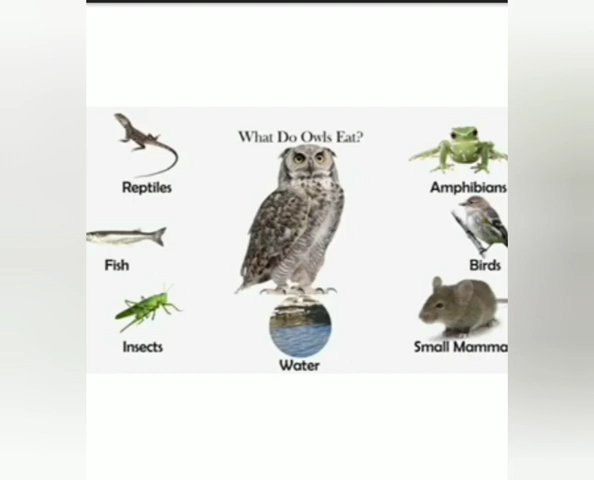 What Do Owls Eat?
Reptiles
Amphibians
Fish
Birds
Insects
Small Mamma
Water